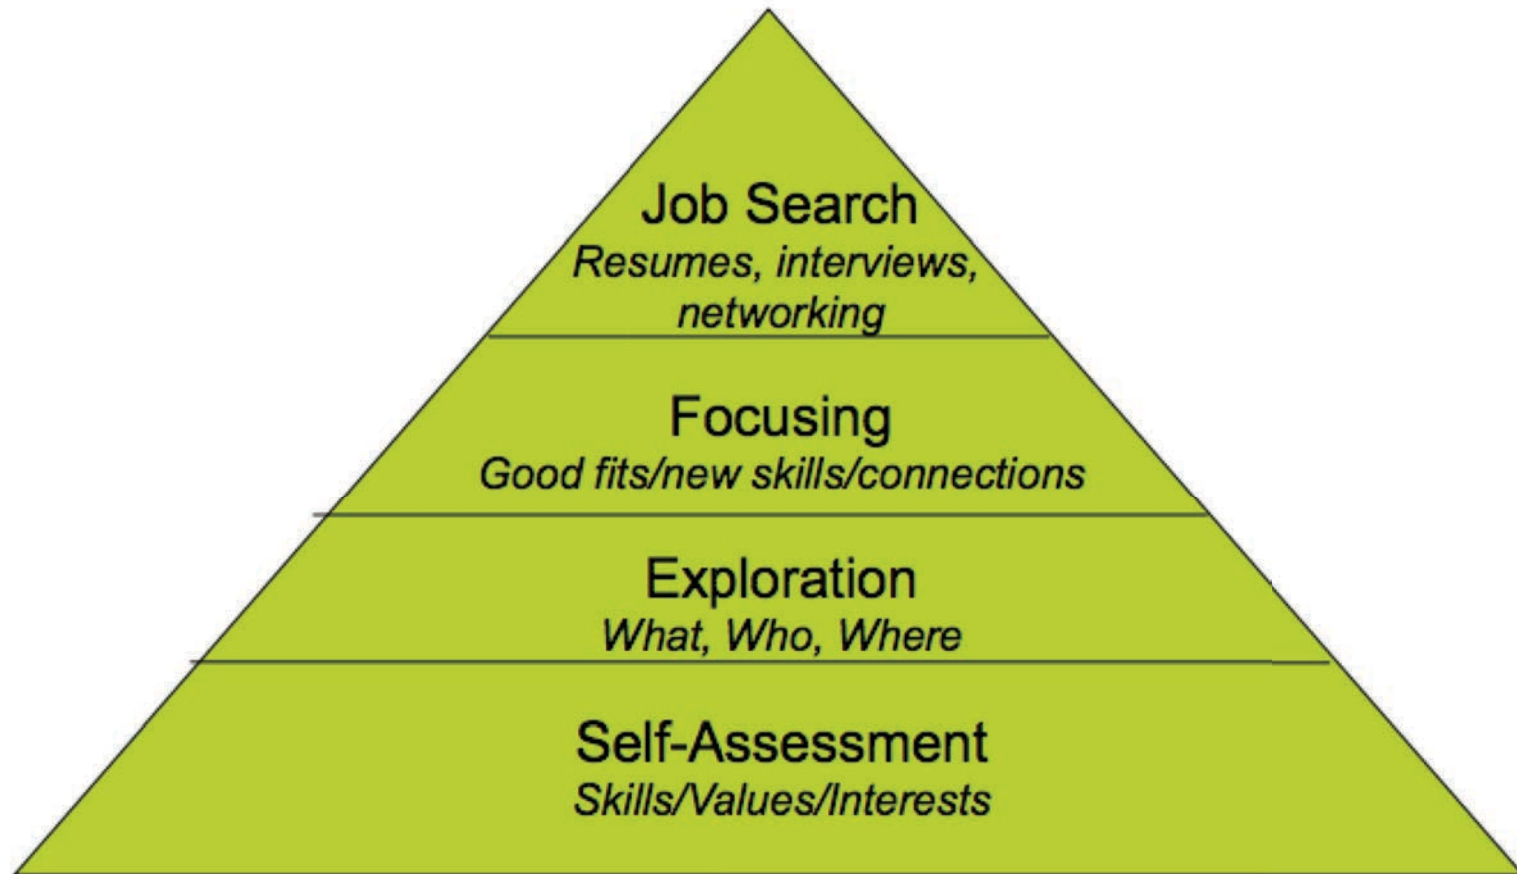 Job Search
Resumes, interviews,
networking
Focusing
Good fits/new skills/connections
Exploration
What, Who, Where
Self-Assessment
Skills/Values/Interests